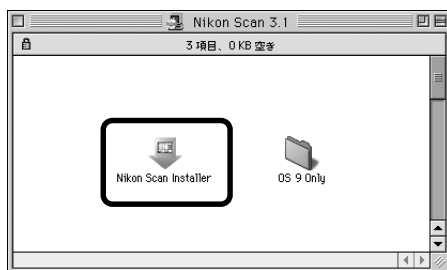 Nikon Scan 3.1
3 項目、0 KB 空き
Nikon Scan Installer
OS 9 Only